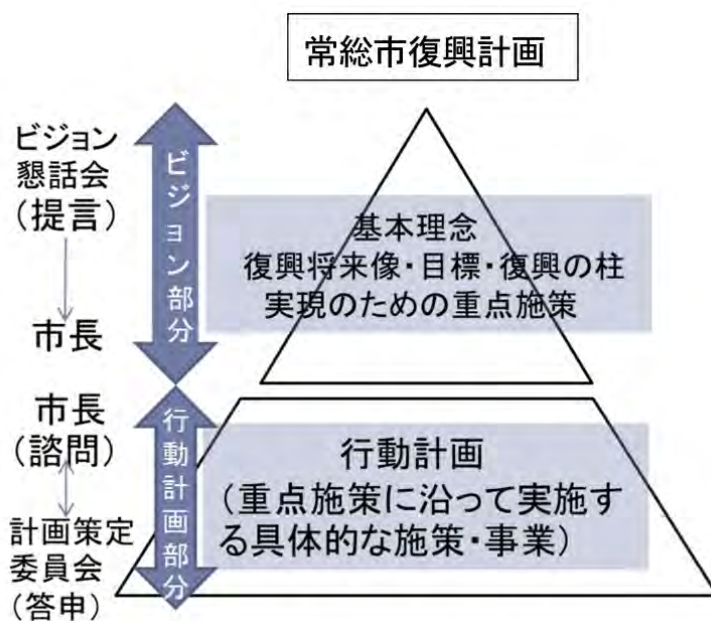 常総市復興計画
ビジョン
懇話会
(提言)
市長
ビジョン部分
基本理念
復興将来像・目標・復興の柱
実現のための重点施策
市長
(諮問)
計画策定
委員会
(答申)
行動計画部分
行動計画
(重点施策に沿って実施す
る具体的な施策・事業)